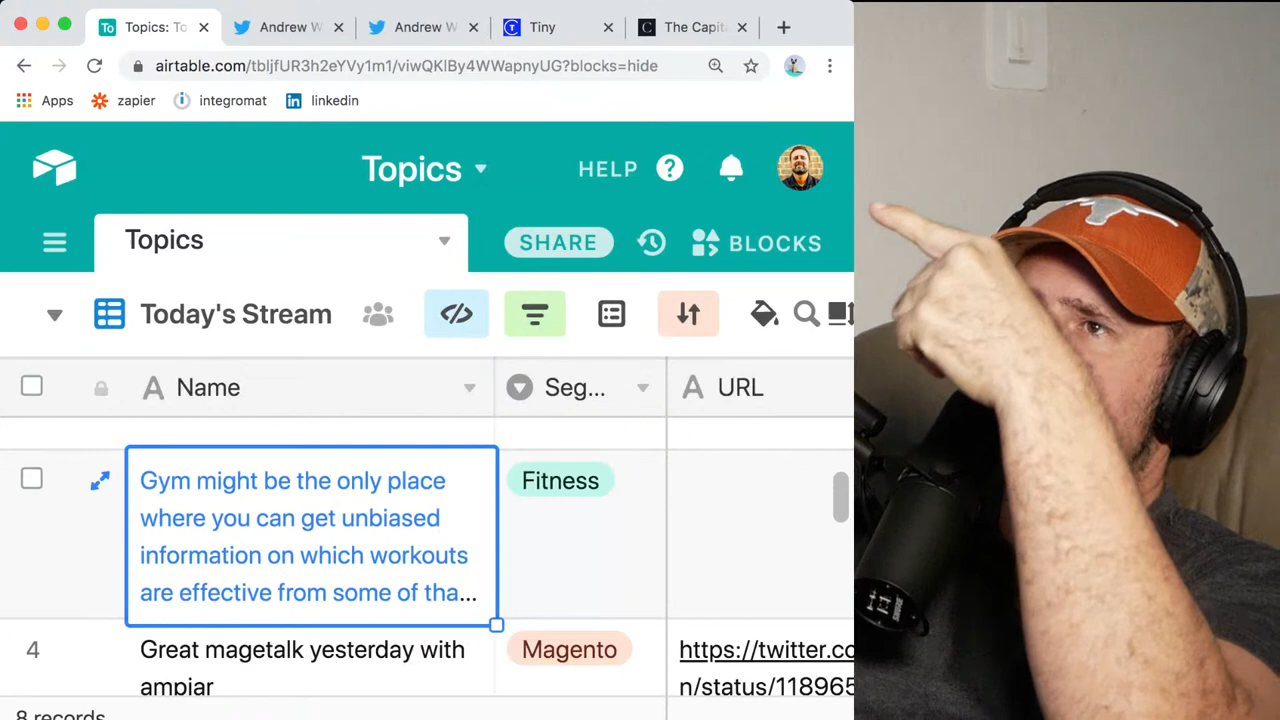 Topics: To
Andrew W
Andrew W
Tiny
The Capit
airtable.com/tbljfUR3h2eYVy1m1/viwQKlBy4WWapnyUG?blocks=hide
Apps
zapier
integromat
linkedin
Topics
HELP
Topics
SHARE
BLOCKS
Today's Stream
Name
Seg...
URL
Gym might be the only place
where you can get unbiased
information on which workouts
are effective from some of tha...
Fitness
4
Great magetalk yesterday with
ampiar
Magento
https://twitter.co
n/status/118965
8 records